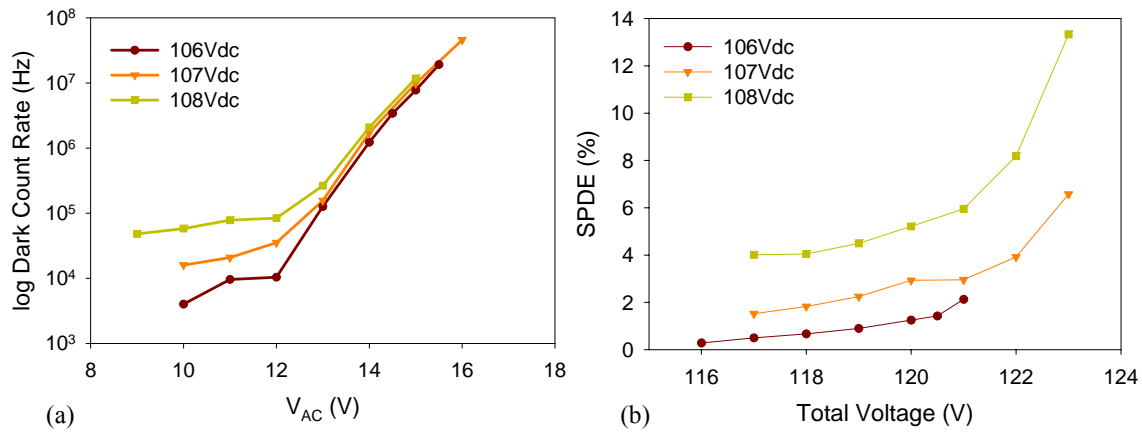 10^8
10^7
10^6
10^5
10^4
10^3
log Dark Count Rate (Hz)
106Vdc
107Vdc
108Vdc
8 10 12 14 16 18
V_AC (V)
(a)
14
12
10
8
6
4
2
0
SPDE (%)
106Vdc
107Vdc
108Vdc
116 118 120 122 124
Total Voltage (V)
(b)